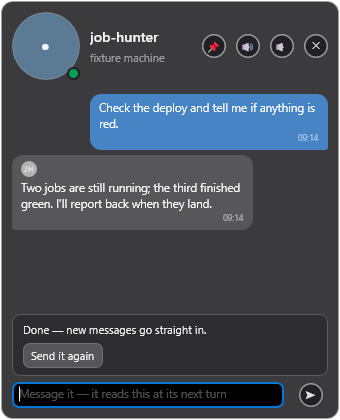 job-hunter
fixture machine
Check the deploy and tell me if anything is
red.
09:14
JH
Two jobs are still running; the third finished
green. I'll report back when they land.
09:14
Done — new messages go straight in.
Send it again
Message it — it reads this at its next turn